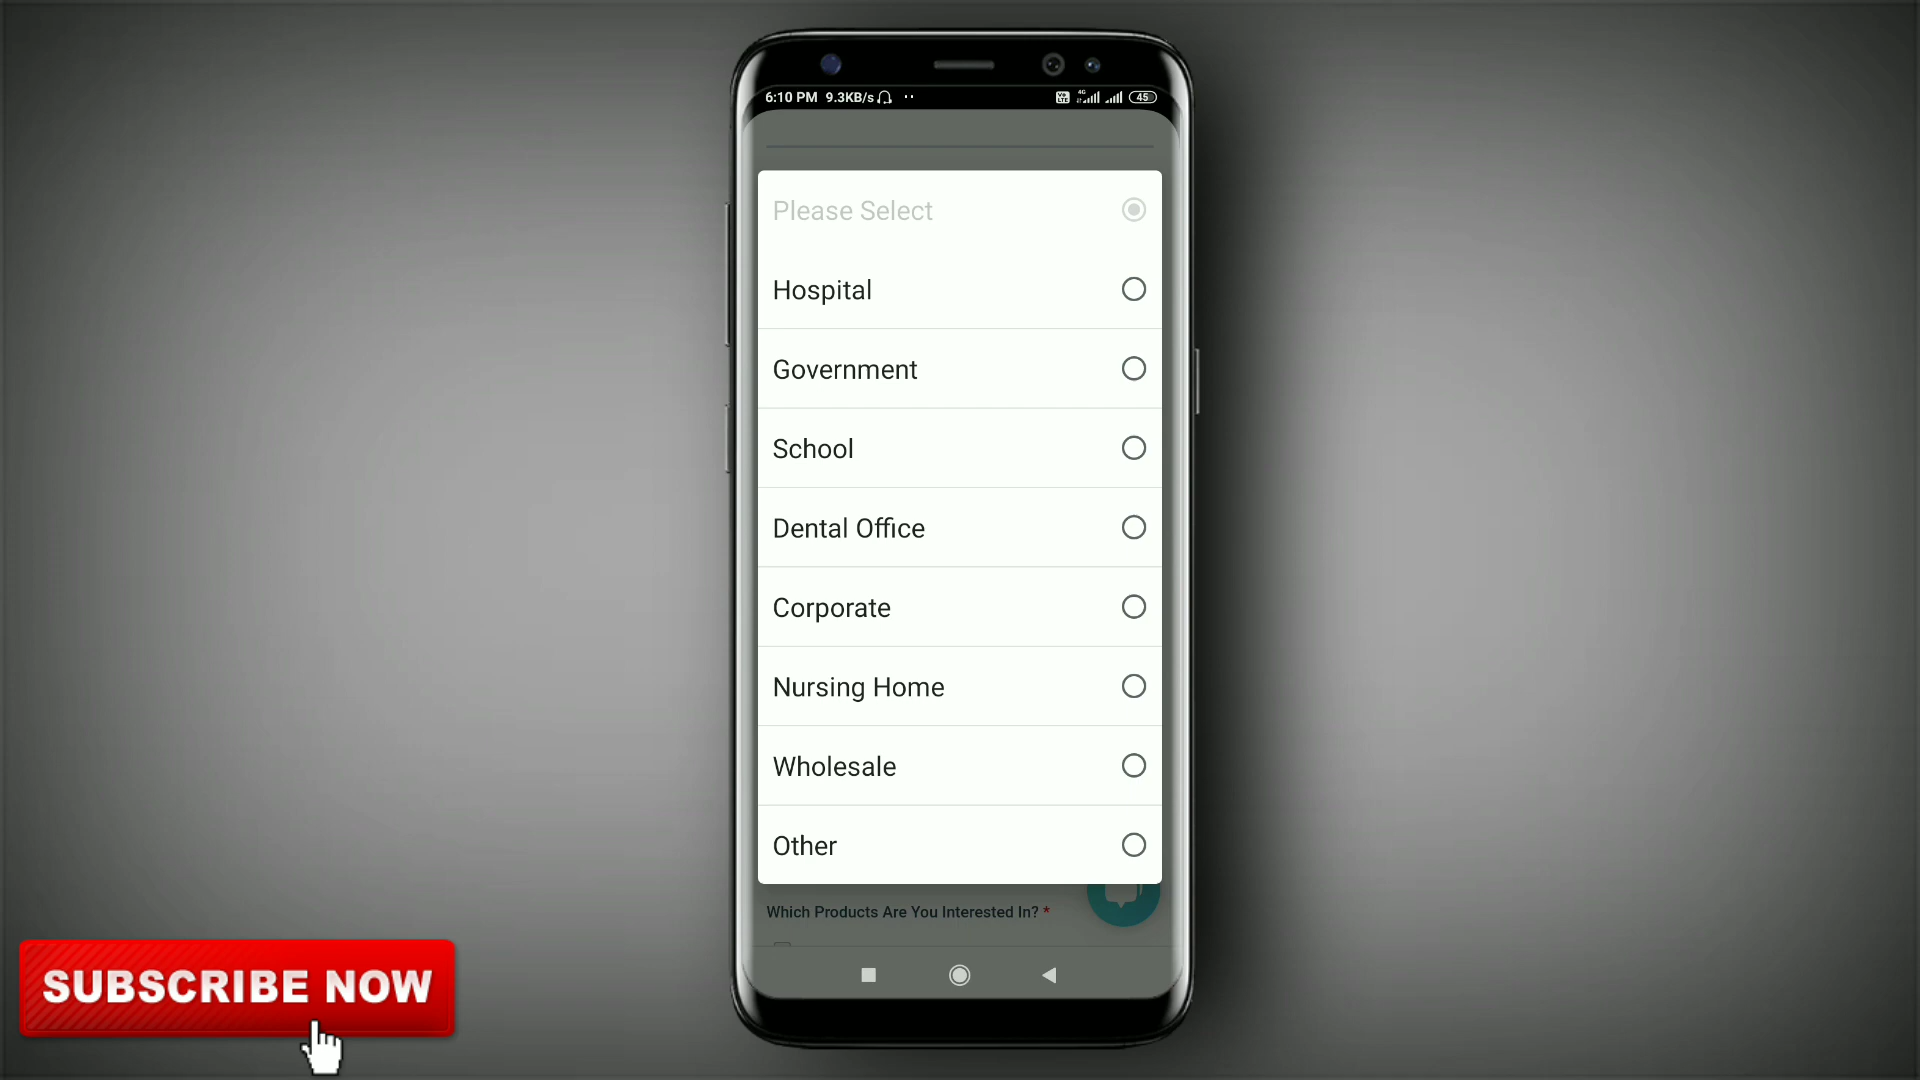 6:10 PM 9.3KB/s 4G 45
Please Select
Hospital
Government
School
Dental Office
Corporate
Nursing Home
Wholesale
Other
Which Products Are You Interested In? *
SUBSCRIBE NOW